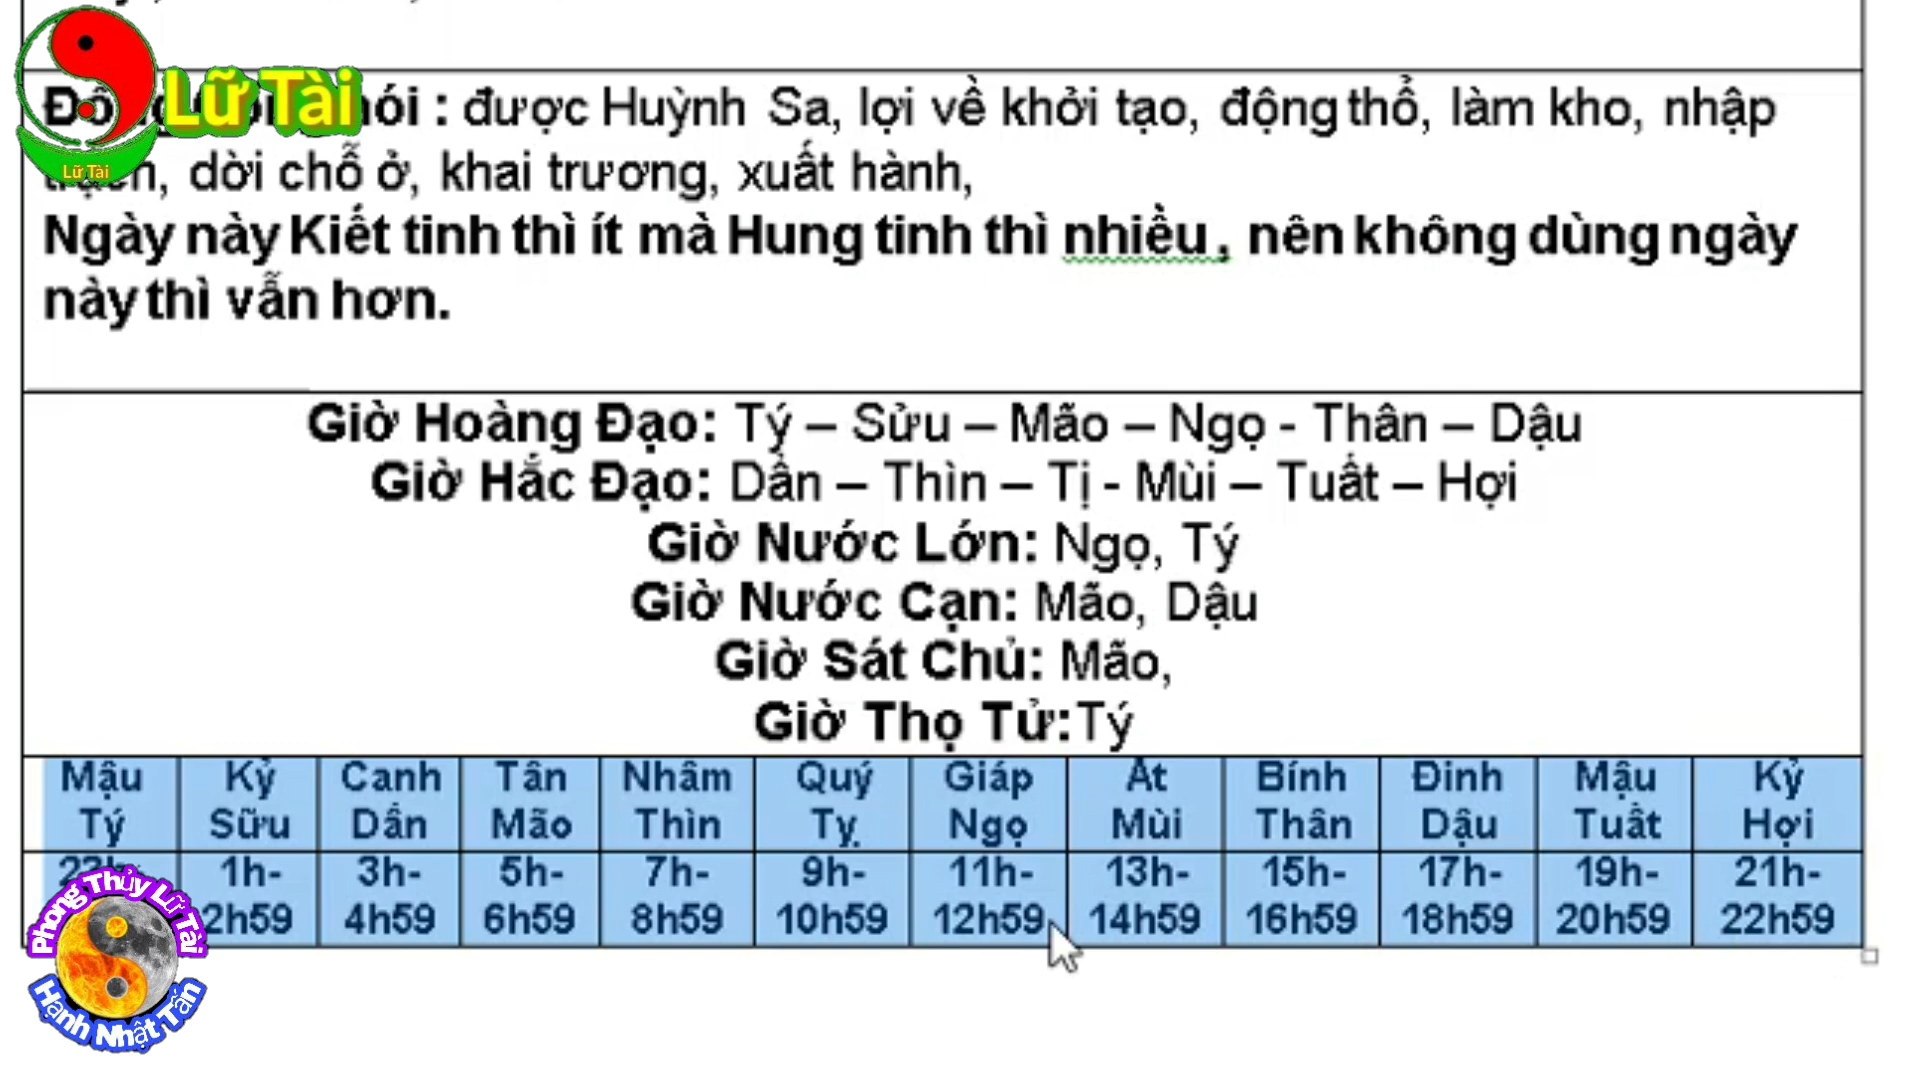 Lữ Tài
Lữ Tài
: được Huỳnh Sa, lợi về khởi tạo, động thổ, làm kho, nhập
dời chỗ ở, khai trương, xuất hành,
Ngày này Kiết tinh thì ít mà Hung tinh thì nhiều , nên không dùng ngày
này thì vẫn hơn.
Giờ Hoàng Đạo: Tý – Sửu – Mão – Ngọ - Thân – Dậu
Giờ Hắc Đạo: Dần – Thìn – Tị - Mùi – Tuất – Hợi
Giờ Nước Lớn: Ngọ, Tý
Giờ Nước Cạn: Mão, Dậu
Giờ Sát Chủ: Mão,
Giờ Thọ Tử:Tý
Mậu Kỷ Canh Tân Nhâm Quý Giáp Ất Bính Đinh Mậu Kỷ
Tý Sữu Dần Mão Thìn Tỵ Ngọ Mùi Thân Dậu Tuất Hợi
1h- 3h- 5h- 7h- 9h- 11h- 13h- 15h- 17h- 19h- 21h-
2h59 4h59 6h59 8h59 10h59 12h59 14h59 16h59 18h59 20h59 22h59
Phong Thủy Lữ Tài
Hạnh Nhật Tấn